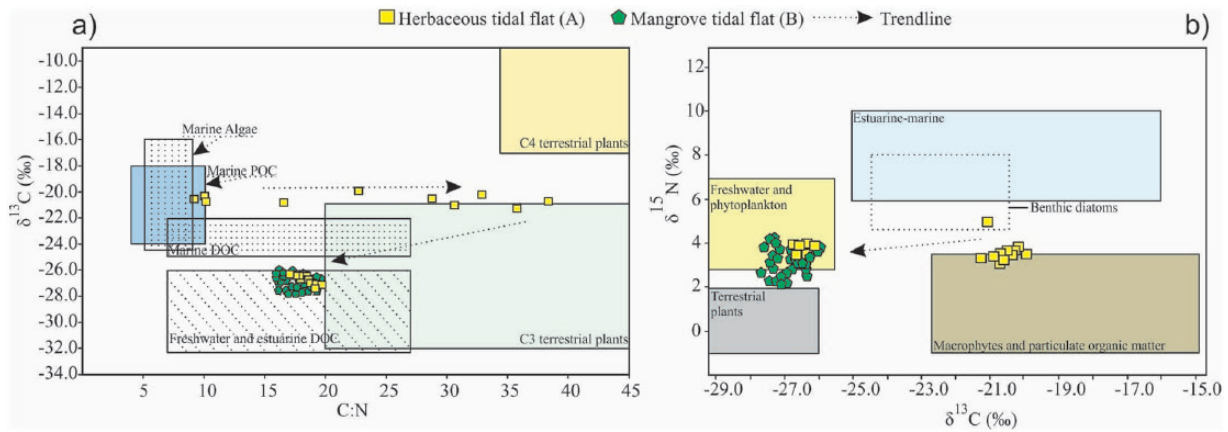 Herbaceous tidal flat (A) Mangrove tidal flat (B) Trendline
a)
-10.0
-12.0
-14.0
-16.0
-18.0
-20.0
-22.0
-24.0
-26.0
-28.0
-30.0
-32.0
-34.0
δ13C (‰)
Marine Algae
Marine POC
Marine DOC
Freshwater and estuarine DOC
C4 terrestrial plants
C3 terrestrial plants
5 10 15 20 25 30 35 40 45
C:N
b)
12
10
8
6
4
2
0
δ15N (‰)
Estuarine-marine
Freshwater and
phytoplankton
Benthic diatoms
Terrestrial
plants
Macrophytes and particulate organic matter
-29.0 -27.0 -25.0 -23.0 -21.0 -19.0 -17.0 -15.0
δ13C (‰)